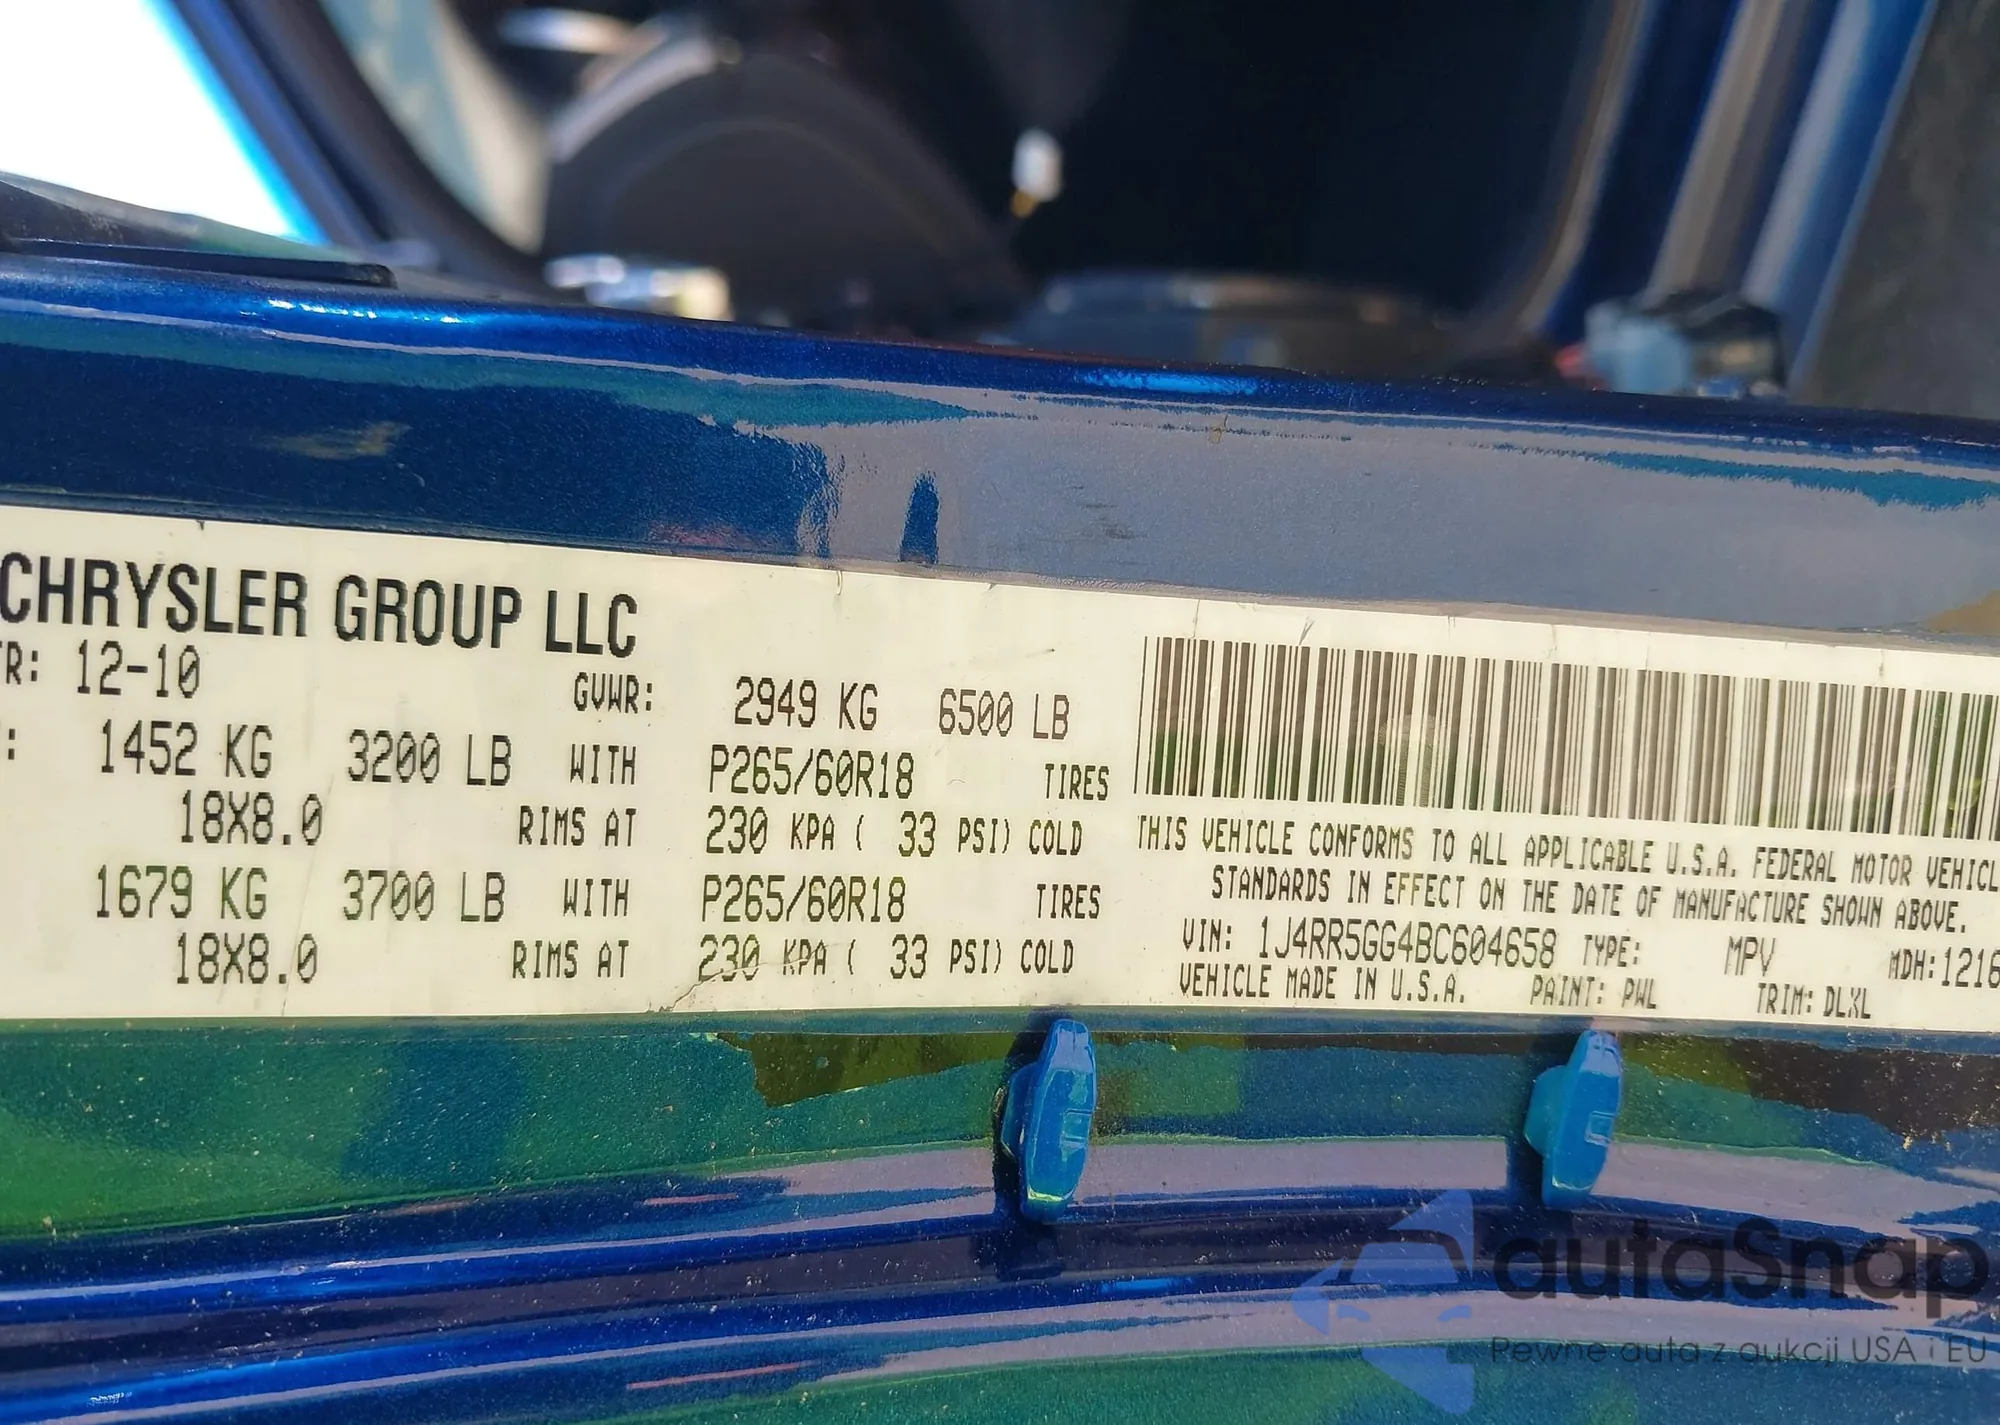 CHRYSLER GROUP LLC
TR: 12-10
GVWR: 2949 KG 6500 LB
: 1452 KG 3200 LB WITH P265/60R18 TIRES
18X8.0 RIMS AT 230 KPA ( 33 PSI) COLD
1679 KG 3700 LB WITH P265/60R18 TIRES
18X8.0 RIMS AT 230 KPA ( 33 PSI) COLD
THIS VEHICLE CONFORMS TO ALL APPLICABLE U.S.A. FEDERAL MOTOR VEHICL
STANDARDS IN EFFECT ON THE DATE OF MANUFACTURE SHOWN ABOVE.
VIN: 1J4RR5GG4BC604658 TYPE: MPV MDH:1216
VEHICLE MADE IN U.S.A. PAINT: PWL TRIM: DLXL
autaSnap
Pewne auta z aukcji USA i EU